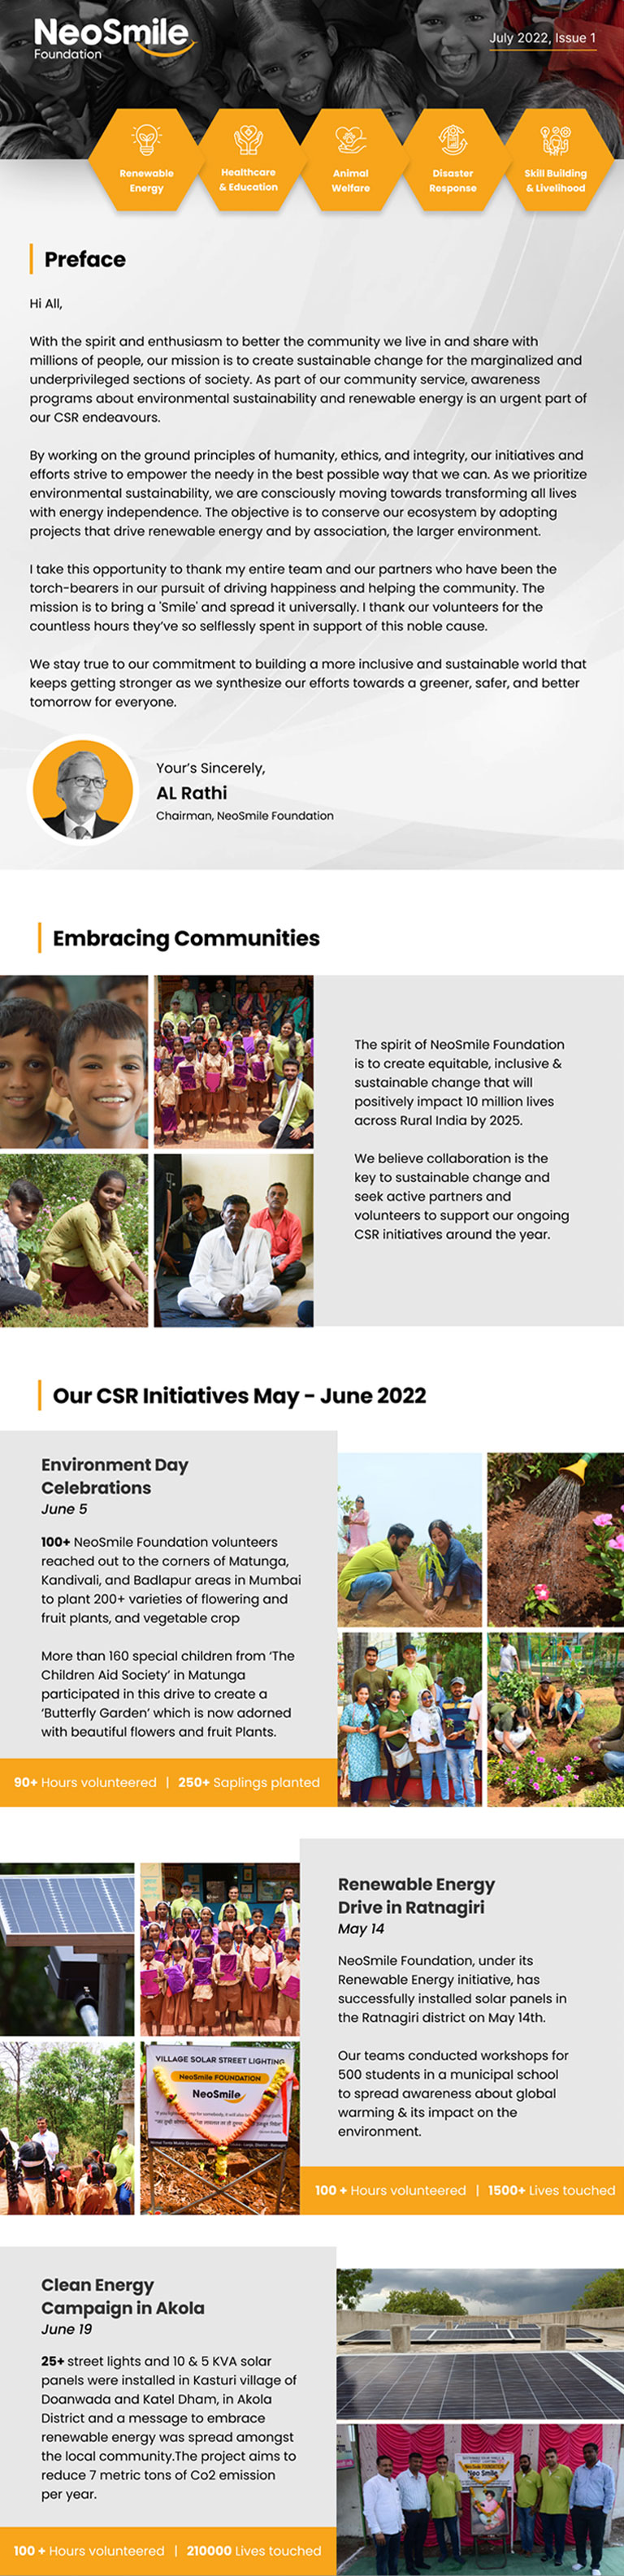 NeoSmile
Foundation
July 2022, Issue 1
Renewable
Energy
Healthcare
& Education
Animal
Welfare
Disaster
Response
Skill Building
& Livelihood
Preface
Hi All,
With the spirit and enthusiasm to better the community we live in and share with
millions of people, our mission is to create sustainable change for the marginalized and
underprivileged sections of society. As part of our community service, awareness
programs about environmental sustainability and renewable energy is an urgent part of
our CSR endeavours.
By working on the ground principles of humanity, ethics, and integrity, our initiatives and
efforts strive to empower the needy in the best possible way that we can. As we prioritize
environmental sustainability, we are consciously moving towards transforming all lives
with energy independence. The objective is to conserve our ecosystem by adopting
projects that drive renewable energy and by association, the larger environment.
I take this opportunity to thank my entire team and our partners who have been the
torch-bearers in our pursuit of driving happiness and helping the community. The
mission is to bring a 'Smile' and spread it universally. I thank our volunteers for the
countless hours they've so selflessly spent in support of this noble cause.
We stay true to our commitment to building a more inclusive and sustainable world that
keeps getting stronger as we synthesize our efforts towards a greener, safer, and better
tomorrow for everyone.
Your's Sincerely,
AL Rathi
Chairman, NeoSmile Foundation
Embracing Communities
The spirit of NeoSmile Foundation
is to create equitable, inclusive &
sustainable change that will
positively impact 10 million lives
across Rural India by 2025.
We believe collaboration is the
key to sustainable change and
seek active partners and
volunteers to support our ongoing
CSR initiatives around the year.
Our CSR Initiatives May - June 2022
Environment Day
Celebrations
June 5
100+ NeoSmile Foundation volunteers
reached out to the corners of Matunga,
Kandivali, and Badlapur areas in Mumbai
to plant 200+ varieties of flowering and
fruit plants, and vegetable crop
More than 160 special children from 'The
Children Aid Society' in Matunga
participated in this drive to create a
'Butterfly Garden' which is now adorned
with beautiful flowers and fruit Plants.
90+ Hours volunteered | 250+ Saplings planted
Renewable Energy
Drive in Ratnagiri
May 14
NeoSmile Foundation, under its
Renewable Energy initiative, has
successfully installed solar panels in
the Ratnagiri district on May 14th.
Our teams conducted workshops for
500 students in a municipal school
to spread awareness about global
warming & its impact on the
environment.
VILLAGE SOLAR STREET LIGHTING
NeoSmile FOUNDATION
NeoSmile
100 + Hours volunteered | 1500+ Lives touched
Clean Energy
Campaign in Akola
June 19
25+ street lights and 10 & 5 KVA solar
panels were installed in Kasturi village of
Doanwada and Katel Dham, in Akola
District and a message to embrace
renewable energy was spread amongst
the local community.The project aims to
reduce 7 metric tons of Co2 emission
per year.
Neo Smile
100 + Hours volunteered | 210000 Lives touched